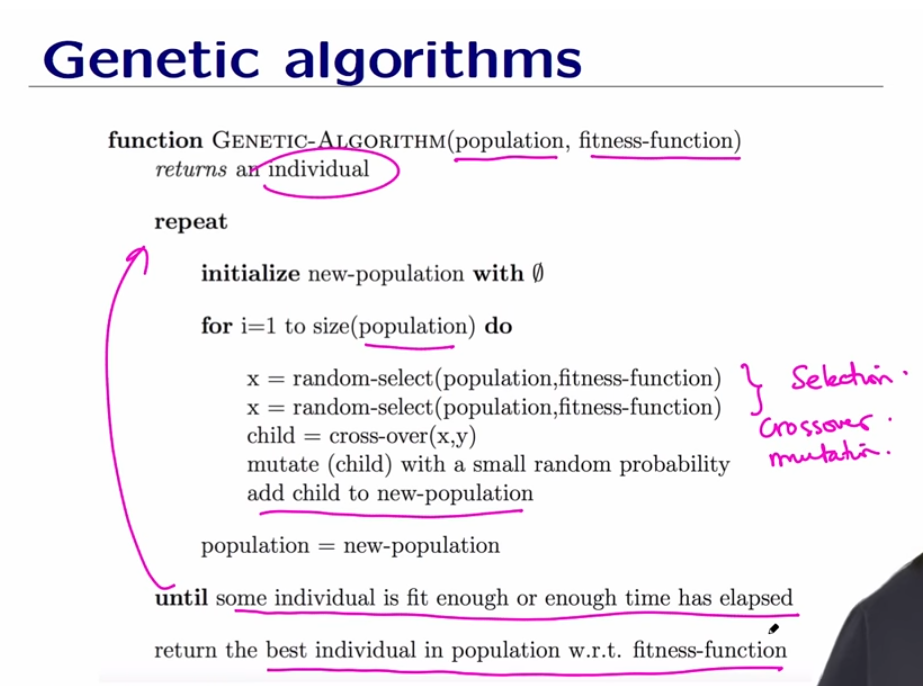 Genetic algorithms
function GENETIC-ALGORITHM(population, fitness-function)
returns an individual
repeat
initialize new-population with ∅
for i=1 to size(population) do
x = random-select(population,fitness-function)
x = random-select(population,fitness-function)
} Selection.
child = cross-over(x,y)
crossover.
mutate (child) with a small random probability
mutation.
add child to new-population
population = new-population
until some individual is fit enough or enough time has elapsed
return the best individual in population w.r.t. fitness-function